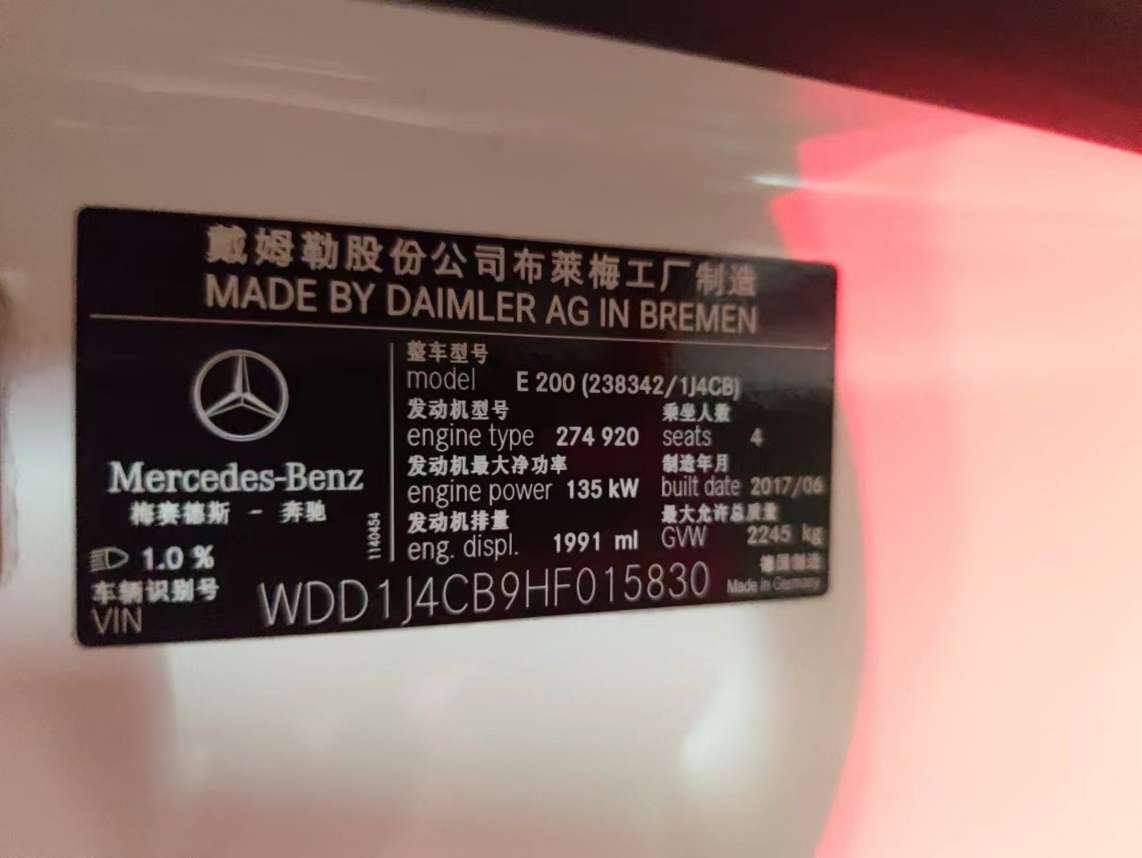 戴姆勒股份公司布萊梅工厂制造
MADE BY DAIMLER AG IN BREMEN
Mercedes-Benz
梅赛德斯 - 奔驰
1.0 %
1140454
整车型号
model E 200 (238342/1J4CB)
发动机型号 乘坐人数
engine type 274 920 seats 4
发动机最大净功率 制造年月
engine power 135 kW built date 2017/06
发动机排量 最大允许总质量
eng. displ. 1991 ml GVW 2245 kg
德国制造
Made in Germany
车辆识别号
VIN WDD1J4CB9HF015830